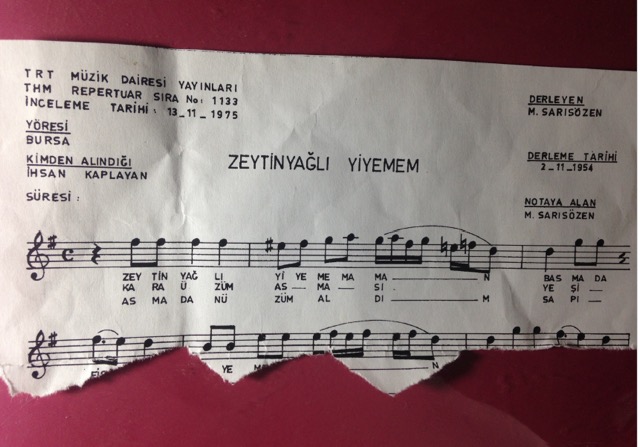 TRT MÜZİK DAİRESİ YAYINLARI
THM REPERTUAR SIRA No: 1133
İNCELEME TARİHİ: 13_11_1975
YÖRESİ
BURSA
KİMDEN ALINDIĞI
İHSAN KAPLAYAN
SÜRESİ:
ZEYTİNYAĞLI YİYEMEM
DERLEYEN
M. SARISÖZEN
DERLEME TARİHİ
2_11_1954
NOTAYA ALAN
M. SARISÖZEN
ZEY TİN YAĞ LI Yİ YE ME MA MA N BAS MA DA
KA RA Ü ZÜM AS MA SI YE Şİ
AS MA DA NÜ ZÜM AL DI M SA PI
YE N